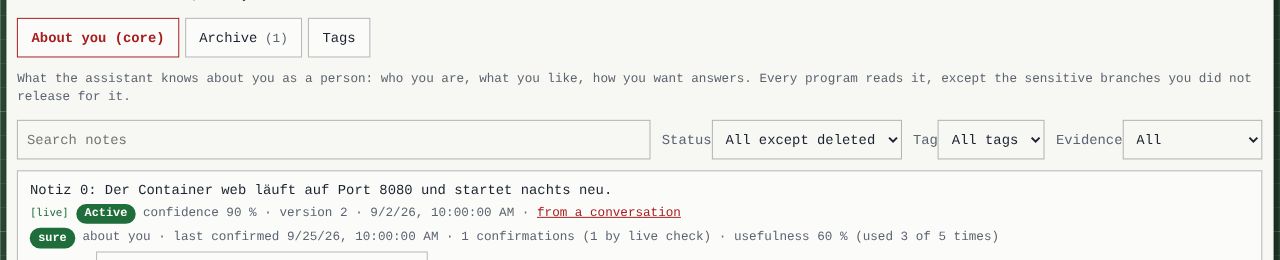 About you (core) Archive (1) Tags
What the assistant knows about you as a person: who you are, what you like, how you want answers. Every program reads it, except the sensitive branches you did not
release for it.
Search notes Status All except deleted Tag All tags Evidence All
Notiz 0: Der Container web läuft auf Port 8080 und startet nachts neu.
[live] Active confidence 90 % · version 2 · 9/2/26, 10:00:00 AM · from a conversation
sure about you · last confirmed 9/25/26, 10:00:00 AM · 1 confirmations (1 by live check) · usefulness 60 % (used 3 of 5 times)